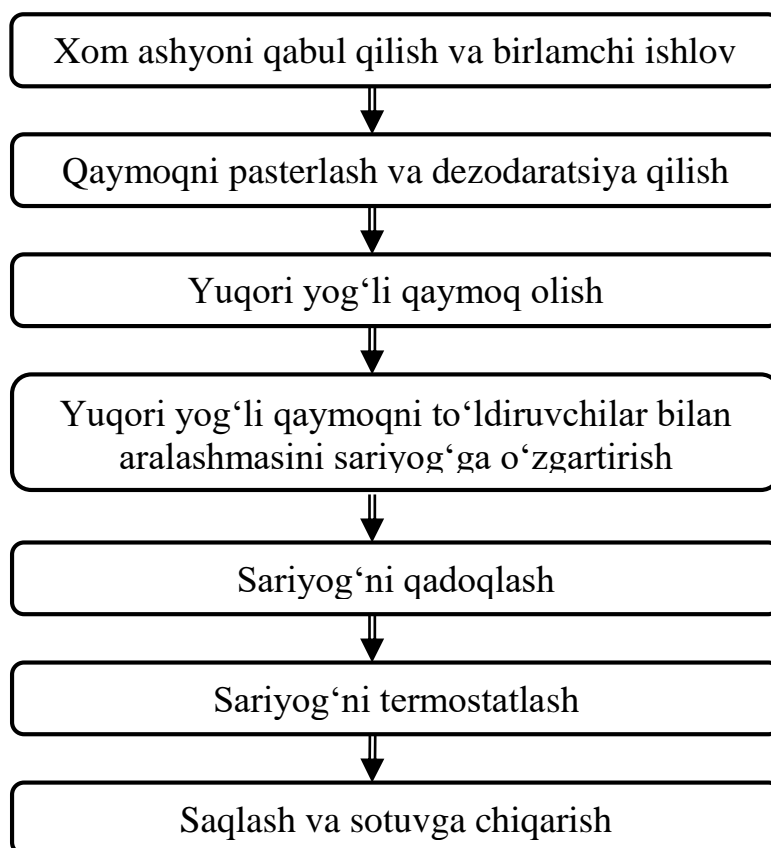 Xom ashyoni qabul qilish va birlamchi ishlov
Qaymoqni pasterlash va dezodaratsiya qilish
Yuqori yog‘li qaymoq olish
Yuqori yog‘li qaymoqni to‘ldiruvchilar bilan
aralashmasini sariyog‘ga o‘zgartirish
Sariyog‘ni qadoqlash
Sariyog‘ni termostatlash
Saqlash va sotuvga chiqarish